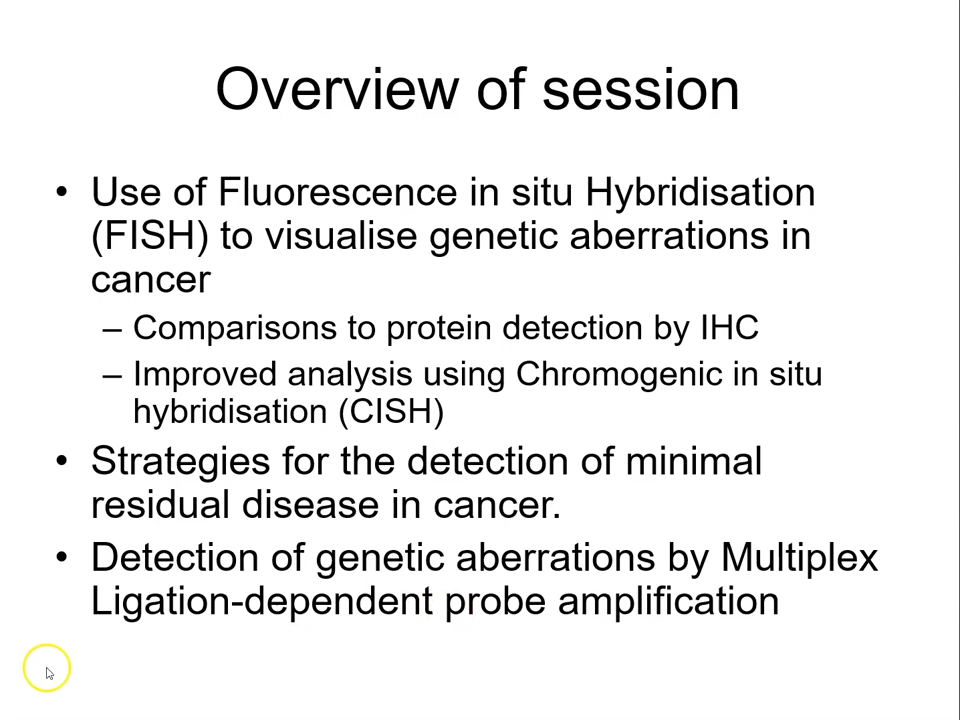 Overview of session
• Use of Fluorescence in situ Hybridisation
(FISH) to visualise genetic aberrations in
cancer
– Comparisons to protein detection by IHC
– Improved analysis using Chromogenic in situ
hybridisation (CISH)
• Strategies for the detection of minimal
residual disease in cancer.
• Detection of genetic aberrations by Multiplex
Ligation-dependent probe amplification